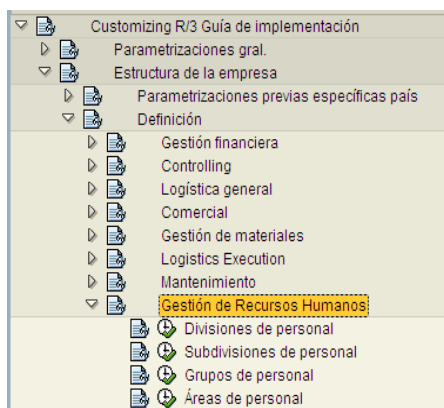 Customizing R/3 Guía de implementación
Parametrizaciones gral.
Estructura de la empresa
Parametrizaciones previas específicas país
Definición
Gestión financiera
Controlling
Logística general
Comercial
Gestión de materiales
Logistics Execution
Mantenimiento
Gestión de Recursos Humanos
Divisiones de personal
Subdivisiones de personal
Grupos de personal
Áreas de personal